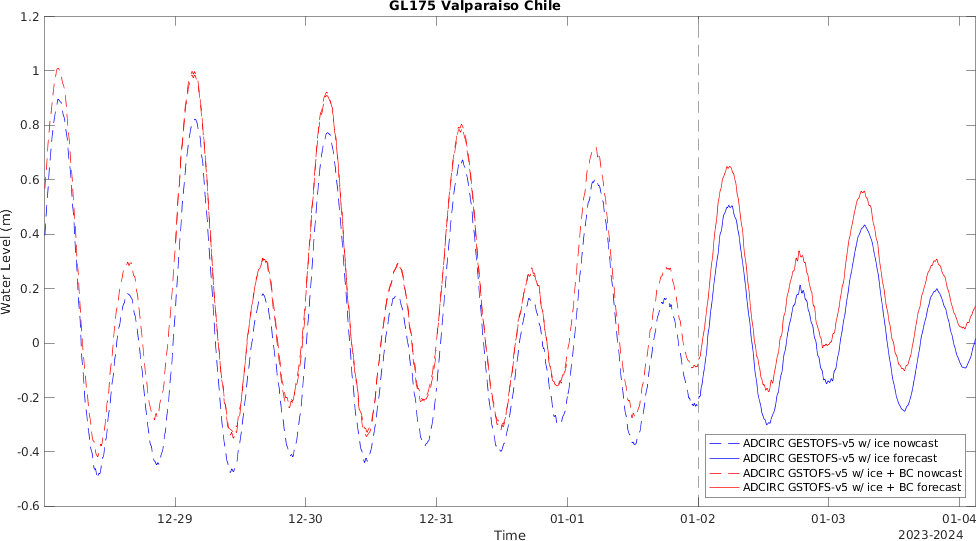 GL175 Valparaiso Chile
1.2
1
0.8
0.6
0.4
0.2
0
-0.2
-0.4
-0.6
Water Level (m)
12-29
12-30
12-31
01-01
01-02
01-03
01-04
Time
2023-2024
ADCIRC GESTOFS-v5 w/ ice nowcast
ADCIRC GESTOFS-v5 w/ ice forecast
ADCIRC GSTOFS-v5 w/ ice + BC nowcast
ADCIRC GSTOFS-v5 w/ ice + BC forecast